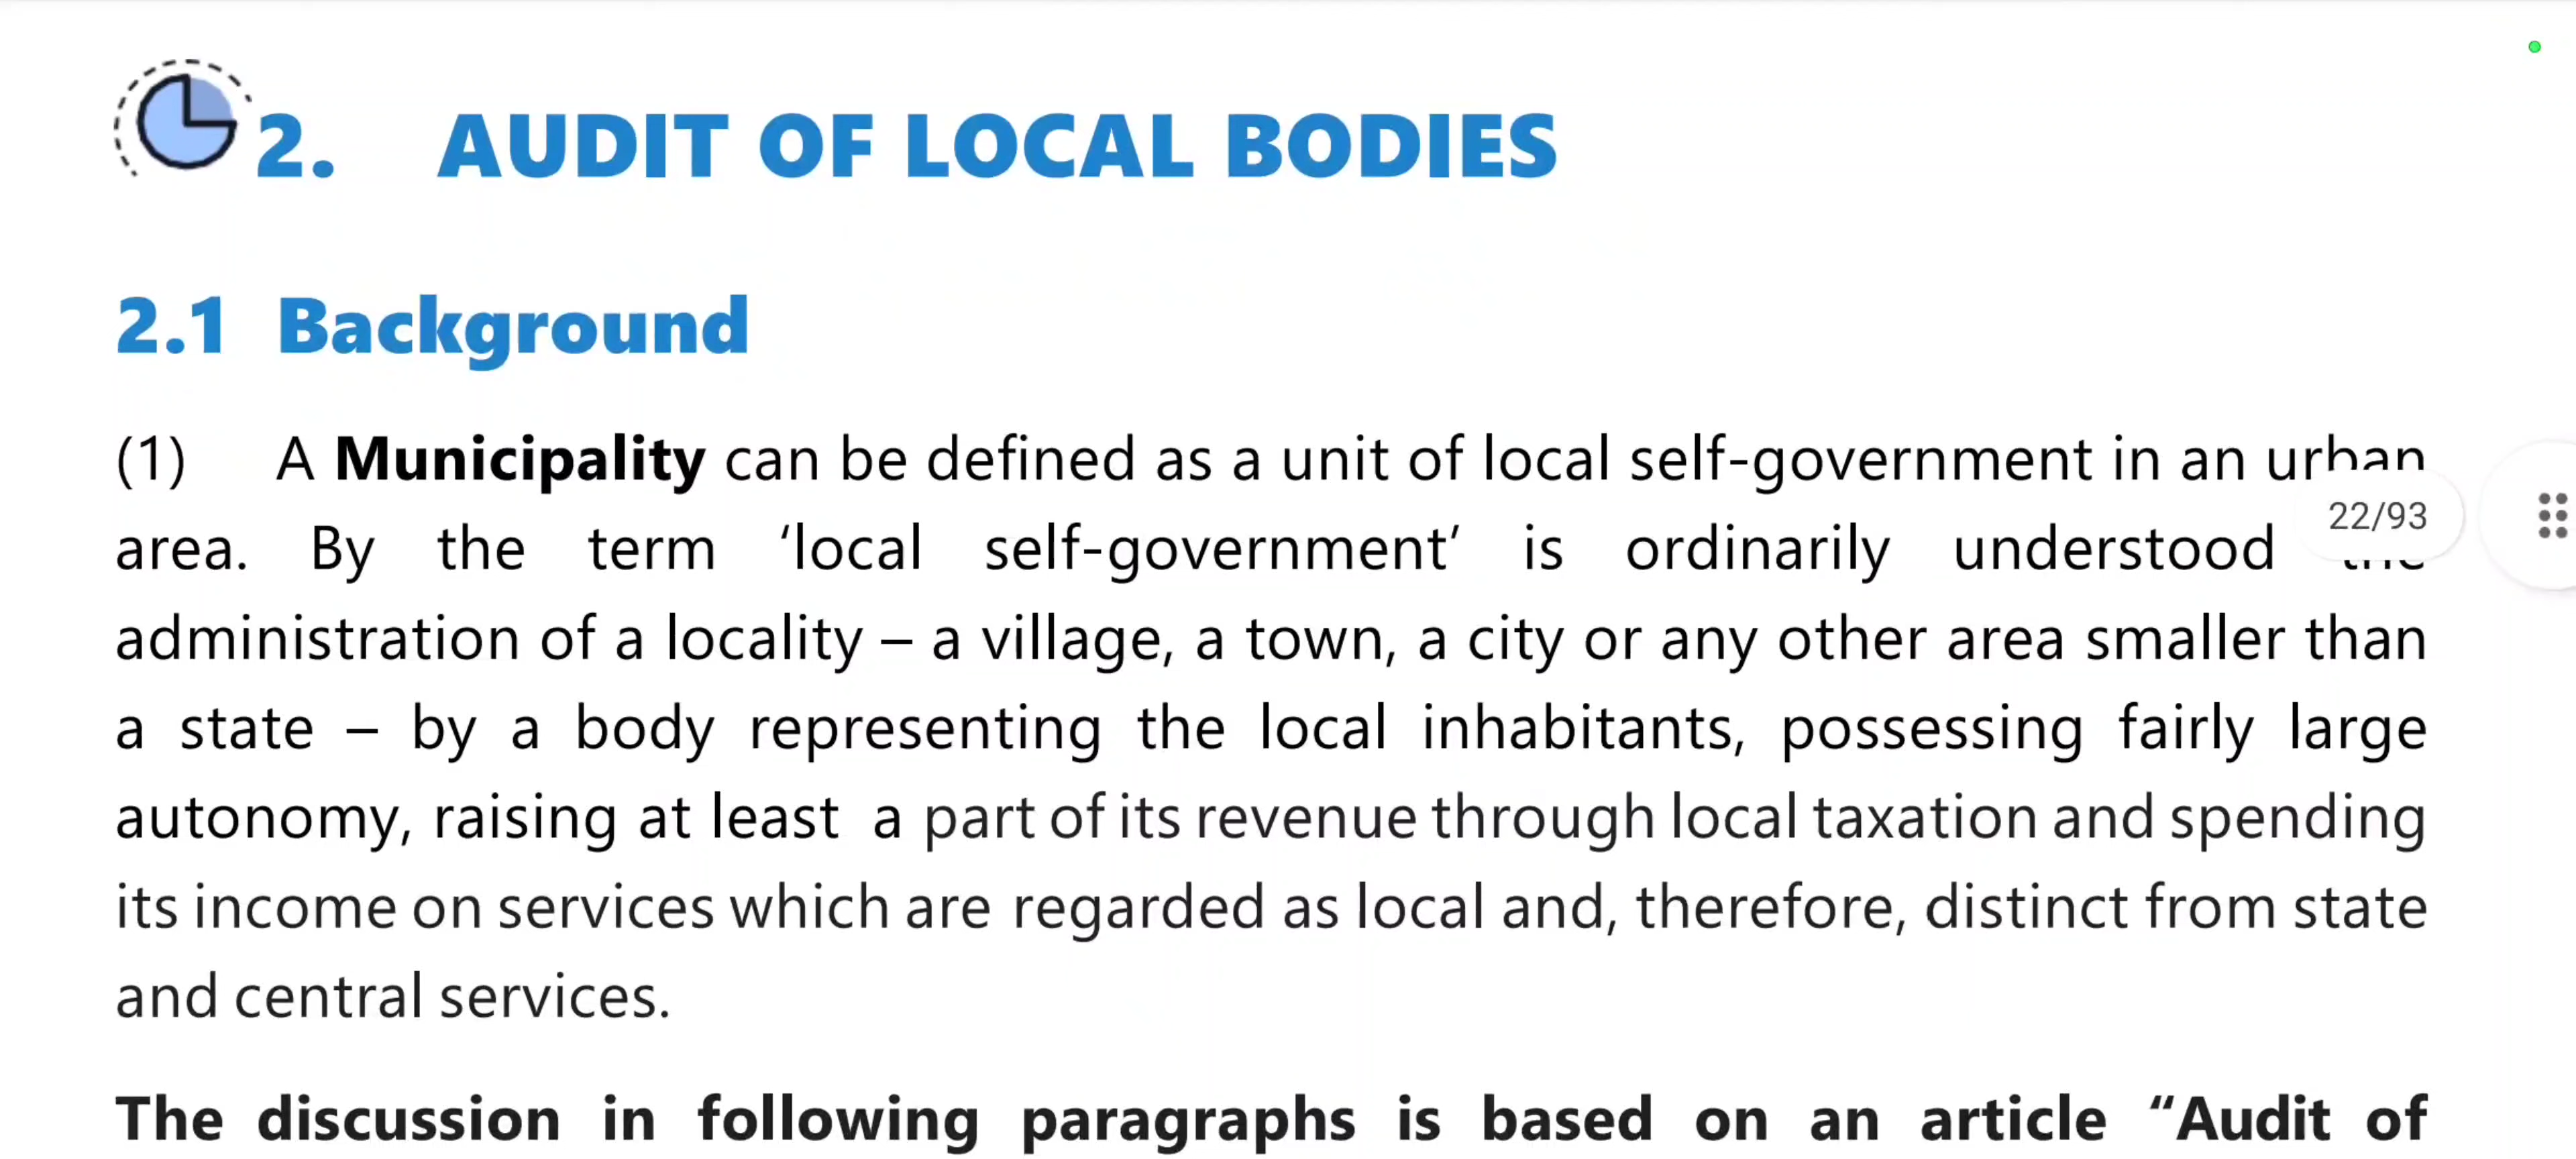 2. AUDIT OF LOCAL BODIES
2.1 Background
(1) A Municipality can be defined as a unit of local self-government in an urban
22/93
area. By the term ‘local self-government’ is ordinarily understood
administration of a locality – a village, a town, a city or any other area smaller than
a state – by a body representing the local inhabitants, possessing fairly large
autonomy, raising at least a part of its revenue through local taxation and spending
its income on services which are regarded as local and, therefore, distinct from state
and central services.
The discussion in following paragraphs is based on an article “Audit of